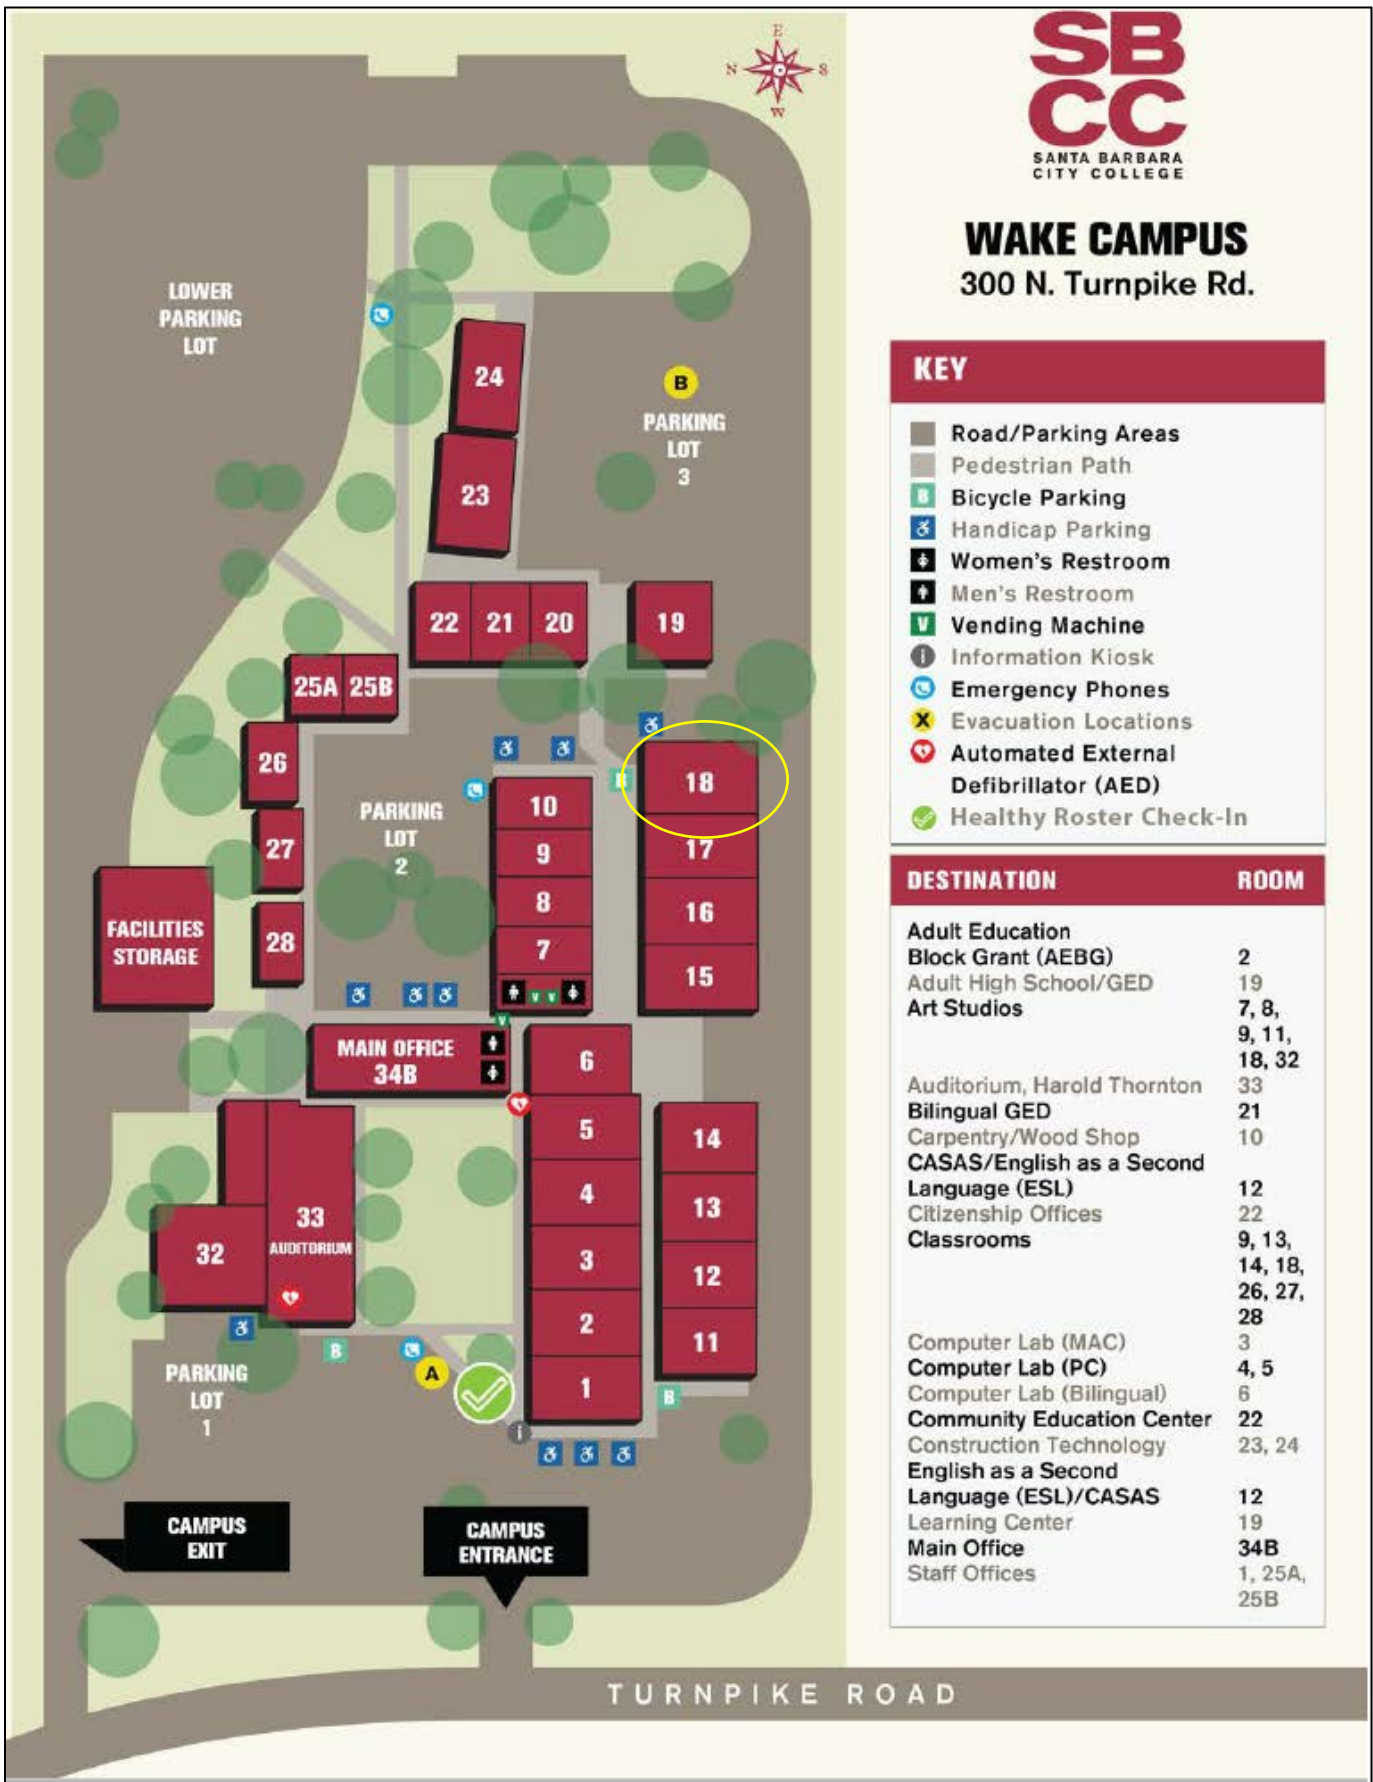 SB
CC
SANTA BARBARA
CITY COLLEGE
WAKE CAMPUS
300 N. Turnpike Rd.
KEY
Road/Parking Areas
Pedestrian Path
B Bicycle Parking
Handicap Parking
Women's Restroom
Men's Restroom
V Vending Machine
i Information Kiosk
Emergency Phones
X Evacuation Locations
Automated External
Defibrillator (AED)
Healthy Roster Check-In
DESTINATION ROOM
Adult Education
Block Grant (AEBG) 2
Adult High School/GED 19
Art Studios 7, 8,
9, 11,
18, 32
Auditorium, Harold Thornton 33
Bilingual GED 21
Carpentry/Wood Shop 10
CASAS/English as a Second
Language (ESL) 12
Citizenship Offices 22
Classrooms 9, 13,
14, 18,
26, 27,
28
Computer Lab (MAC) 3
Computer Lab (PC) 4, 5
Computer Lab (Bilingual) 6
Community Education Center 22
Construction Technology 23, 24
English as a Second
Language (ESL)/CASAS 12
Learning Center 19
Main Office 34B
Staff Offices 1, 25A,
25B
E
N S
W
LOWER
PARKING
LOT
24
B
PARKING
LOT
3
23
22 21 20 19
25A 25B
26
18
B
10
PARKING
LOT
2
9
17
27
8
16
FACILITIES
STORAGE
28
7
15
V V
V
MAIN OFFICE
34B
6
5
14
4
13
33
AUDITORIUM
32
3
12
2
11
B
A
PARKING
LOT
1
1
B
i
CAMPUS
EXIT
CAMPUS
ENTRANCE
TURNPIKE ROAD